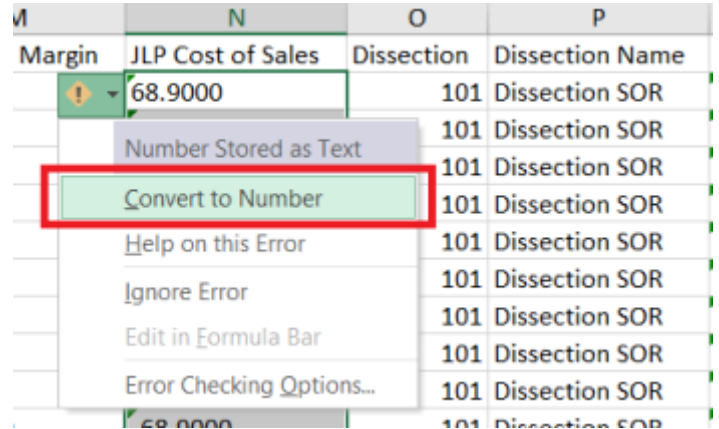 M N O P
Margin JLP Cost of Sales Dissection Dissection Name
68.9000 101 Dissection SOR
101 Dissection SOR
Number Stored as Text
101 Dissection SOR
Convert to Number
101 Dissection SOR
Help on this Error
101 Dissection SOR
Ignore Error
101 Dissection SOR
Edit in Formula Bar
101 Dissection SOR
101 Dissection SOR
Error Checking Options...
101 Dissection SOR
68.9000 101 Dissection SOR